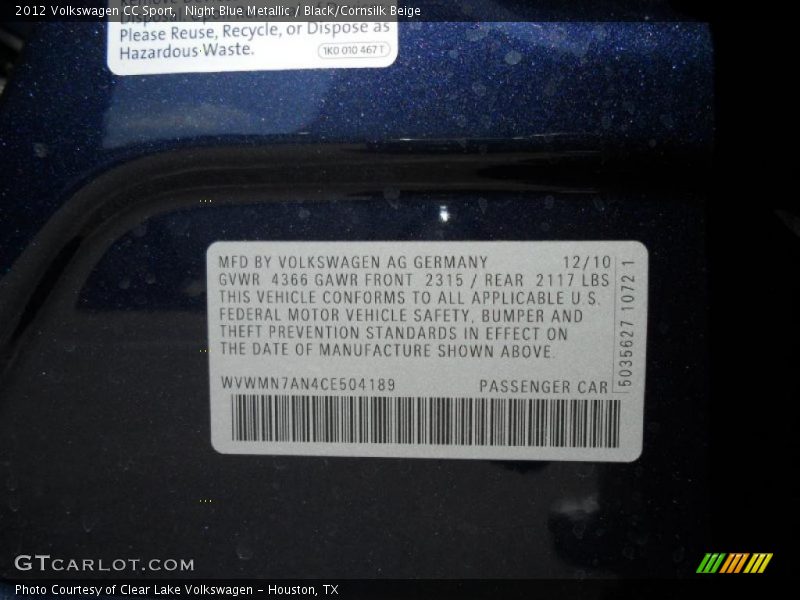 2012 Volkswagen CC Sport, Night Blue Metallic / Black/Cornsilk Beige
Please Reuse, Recycle, or Dispose as
Hazardous Waste.
1K0 010 467 T
MFD BY VOLKSWAGEN AG GERMANY 12/10
GVWR 4366 GAWR FRONT 2315 / REAR 2117 LBS
THIS VEHICLE CONFORMS TO ALL APPLICABLE U.S.
FEDERAL MOTOR VEHICLE SAFETY, BUMPER AND
THEFT PREVENTION STANDARDS IN EFFECT ON
THE DATE OF MANUFACTURE SHOWN ABOVE.
WVWMN7AN4CE504189 PASSENGER CAR
5035627 10721
GTCARLOT.COM
Photo Courtesy of Clear Lake Volkswagen - Houston, TX